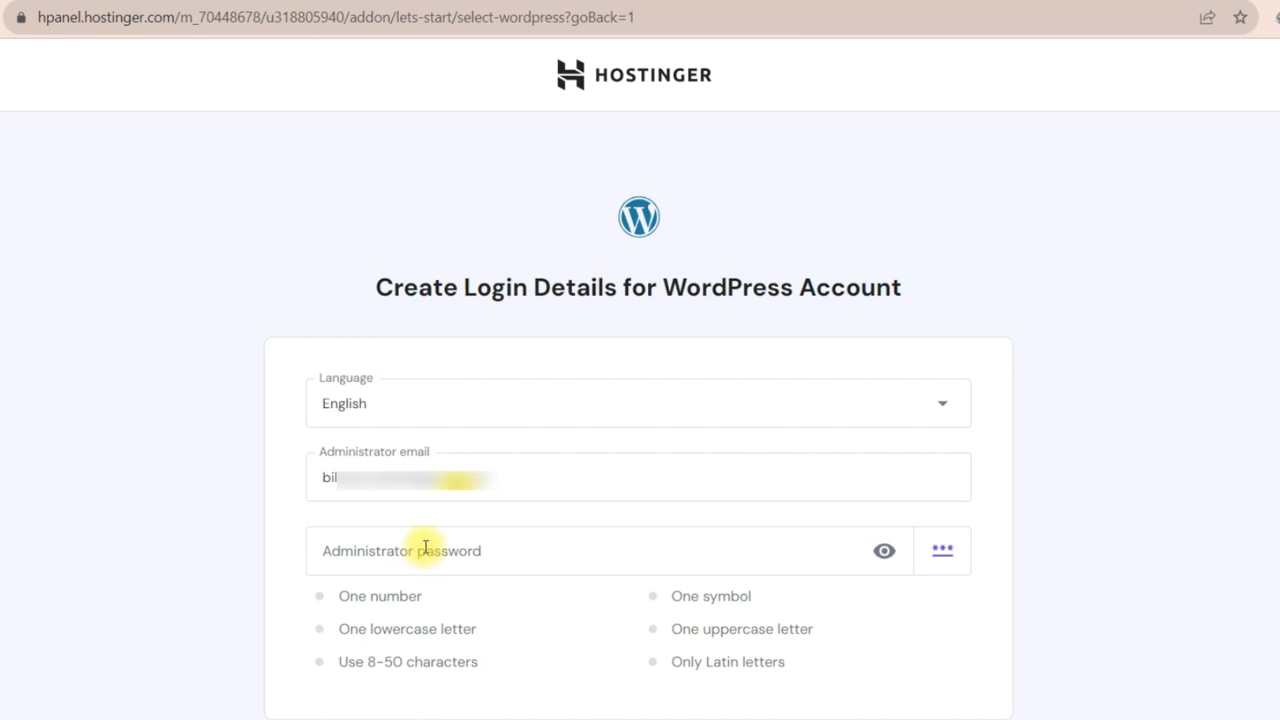 hpanel.hostinger.com/m_70448678/u318805940/addon/lets-start/select-wordpress?goBack=1
HOSTINGER
Create Login Details for WordPress Account
Language
English
Administrator email
bil
Administrator password
One number
One symbol
One lowercase letter
One uppercase letter
Use 8-50 characters
Only Latin letters